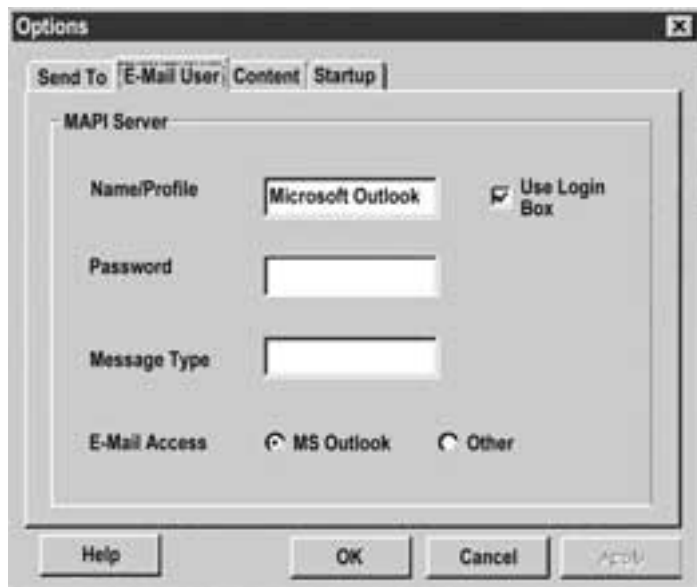 Options
Send To E-Mail User Content Startup
MAPI Server
Name/Profile Microsoft Outlook Use Login
Box
Password
Message Type
E-Mail Access MS Outlook Other
Help OK Cancel Apply